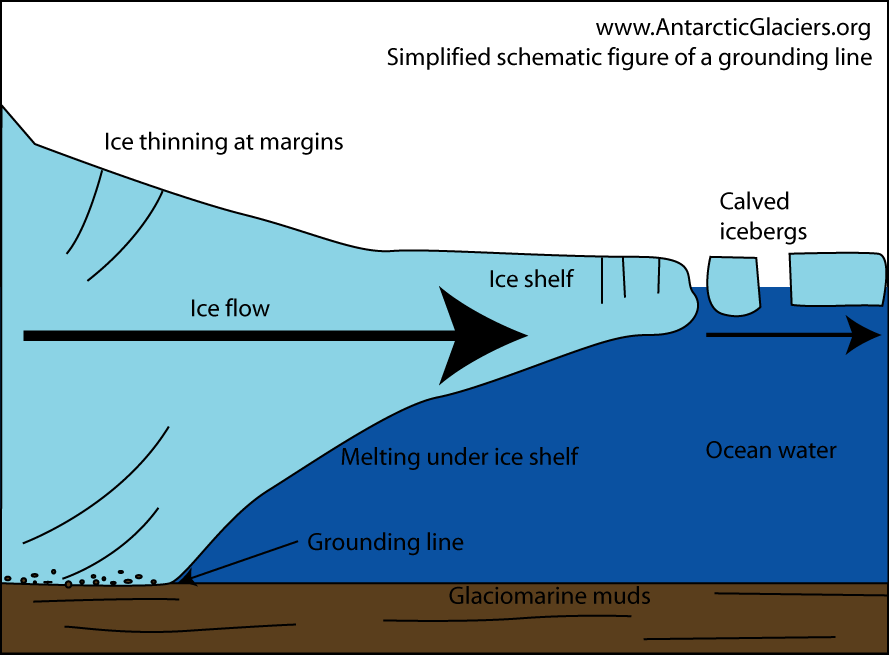 www.AntarcticGlaciers.org
Simplified schematic figure of a grounding line
Ice thinning at margins
Calved
icebergs
Ice shelf
Ice flow
Melting under ice shelf
Ocean water
Grounding line
Glaciomarine muds